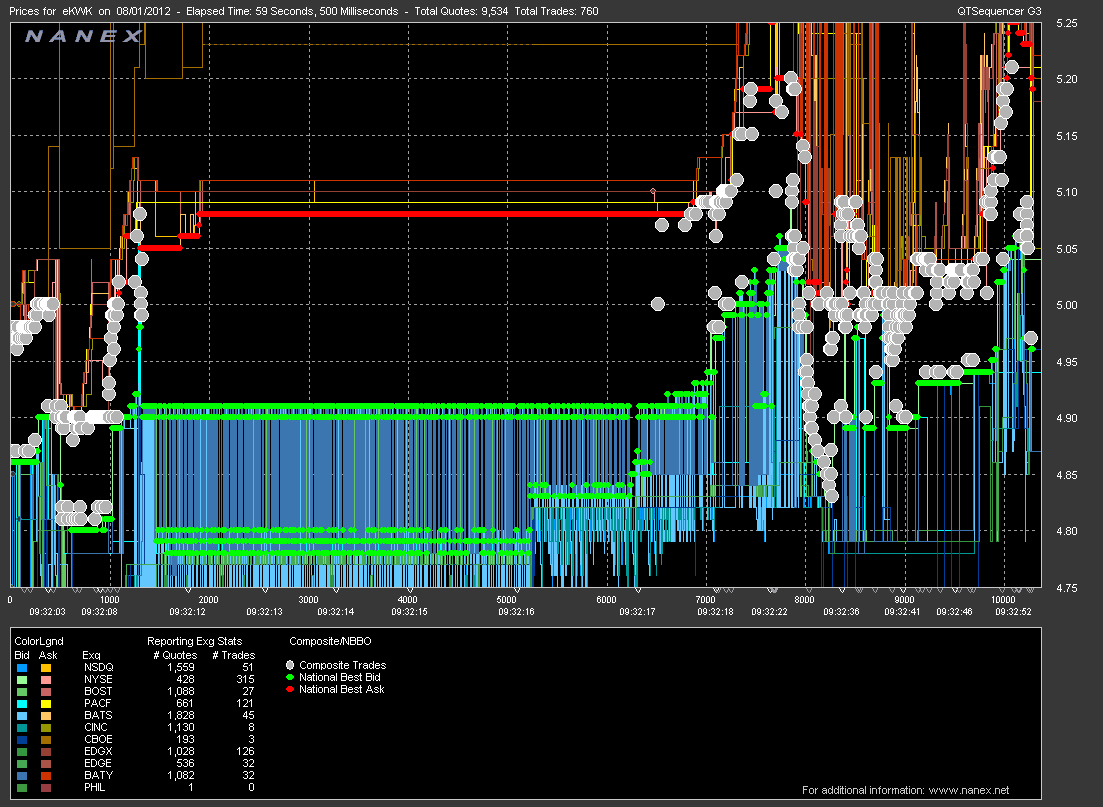 Prices for eKWK on 08/01/2012 - Elapsed Time: 59 Seconds, 500 Milliseconds - Total Quotes: 9,534 Total Trades: 760 QTSequencer G3
NANEX
5.25
5.20
5.15
5.10
5.05
5.00
4.95
4.90
4.85
4.80
4.75
0 1000 2000 3000 4000 5000 6000 7000 8000 9000 10000
09:32:03 09:32:08 09:32:12 09:32:13 09:32:14 09:32:15 09:32:16 09:32:17 09:32:18 09:32:22 09:32:36 09:32:41 09:32:46 09:32:52
ColorLgnd Reporting Exg Stats Composite/NBBO
Bid Ask Exq # Quotes # Trades
NSDQ 1,559 51
NYSE 428 315
BOST 1,088 27
PACF 661 121
BATS 1,828 45
CINC 1,130 8
CBOE 193 3
EDGX 1,028 126
EDGE 536 32
BATY 1,082 32
PHIL 1 0
Composite Trades
National Best Bid
National Best Ask
For additional information: www.nanex.net